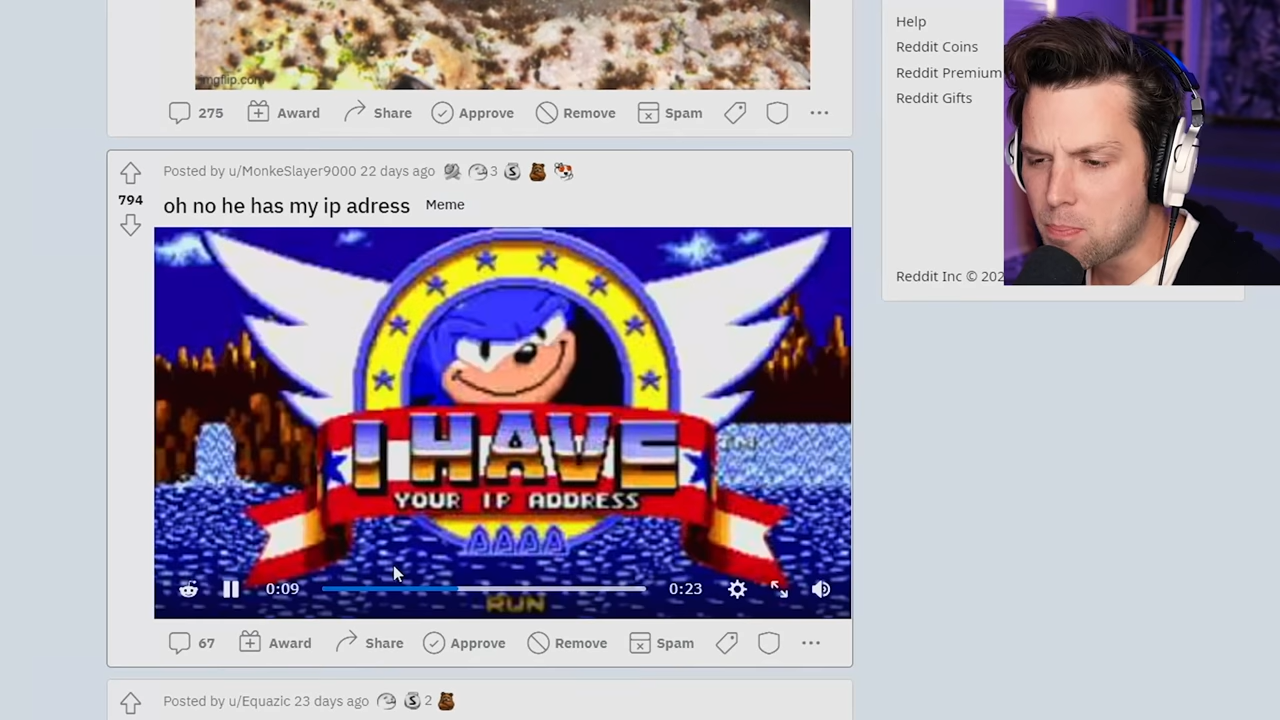 imgflip.com
275
Award
Share
Approve
Remove
Spam
Help
Reddit Coins
Reddit Premium
Reddit Gifts
Reddit Inc © 202
Posted by u/MonkeSlayer9000 22 days ago
3
S
794
oh no he has my ip adress
Meme
I HAVE
YOUR IP ADDRESS
RUN
0:09
0:23
67
Award
Share
Approve
Remove
Spam
Posted by u/Equazic 23 days ago
S
2